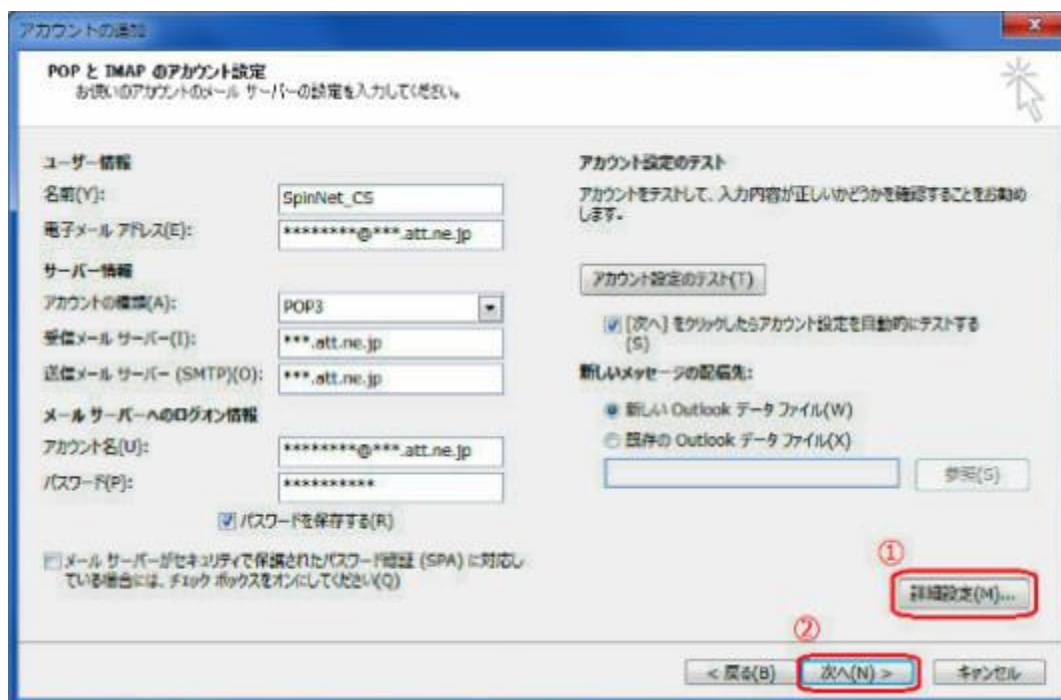 アカウントの追加
POP と IMAP のアカウント設定
お使いのアカウントのメール サーバーの設定を入力してください。
ユーザー情報
名前(Y):
SpinNet_CS
電子メール アドレス(E):
********@***.att.ne.jp
サーバー情報
アカウントの種類(A):
POP3
受信メール サーバー(I):
***.att.ne.jp
送信メール サーバー (SMTP)(O):
***.att.ne.jp
メール サーバーへのログオン情報
アカウント名(U):
********@***.att.ne.jp
パスワード(P):
**********
パスワードを保存する(R)
メール サーバーがセキュリティで保護されたパスワード認証 (SPA) に対応し
ている場合には、チェック ボックスをオンにしてください(Q)
アカウント設定のテスト
アカウントをテストして、入力内容が正しいかどうかを確認することをお勧め
します。
アカウント設定のテスト(T)
[次へ] をクリックしたらアカウント設定を自動的にテストする
(S)
新しいメッセージの配信先:
新しい Outlook データ ファイル(W)
既存の Outlook データ ファイル(X)
参照(S)
①
詳細設定(M)...
②
< 戻る(B)
次へ(N) >
キャンセル